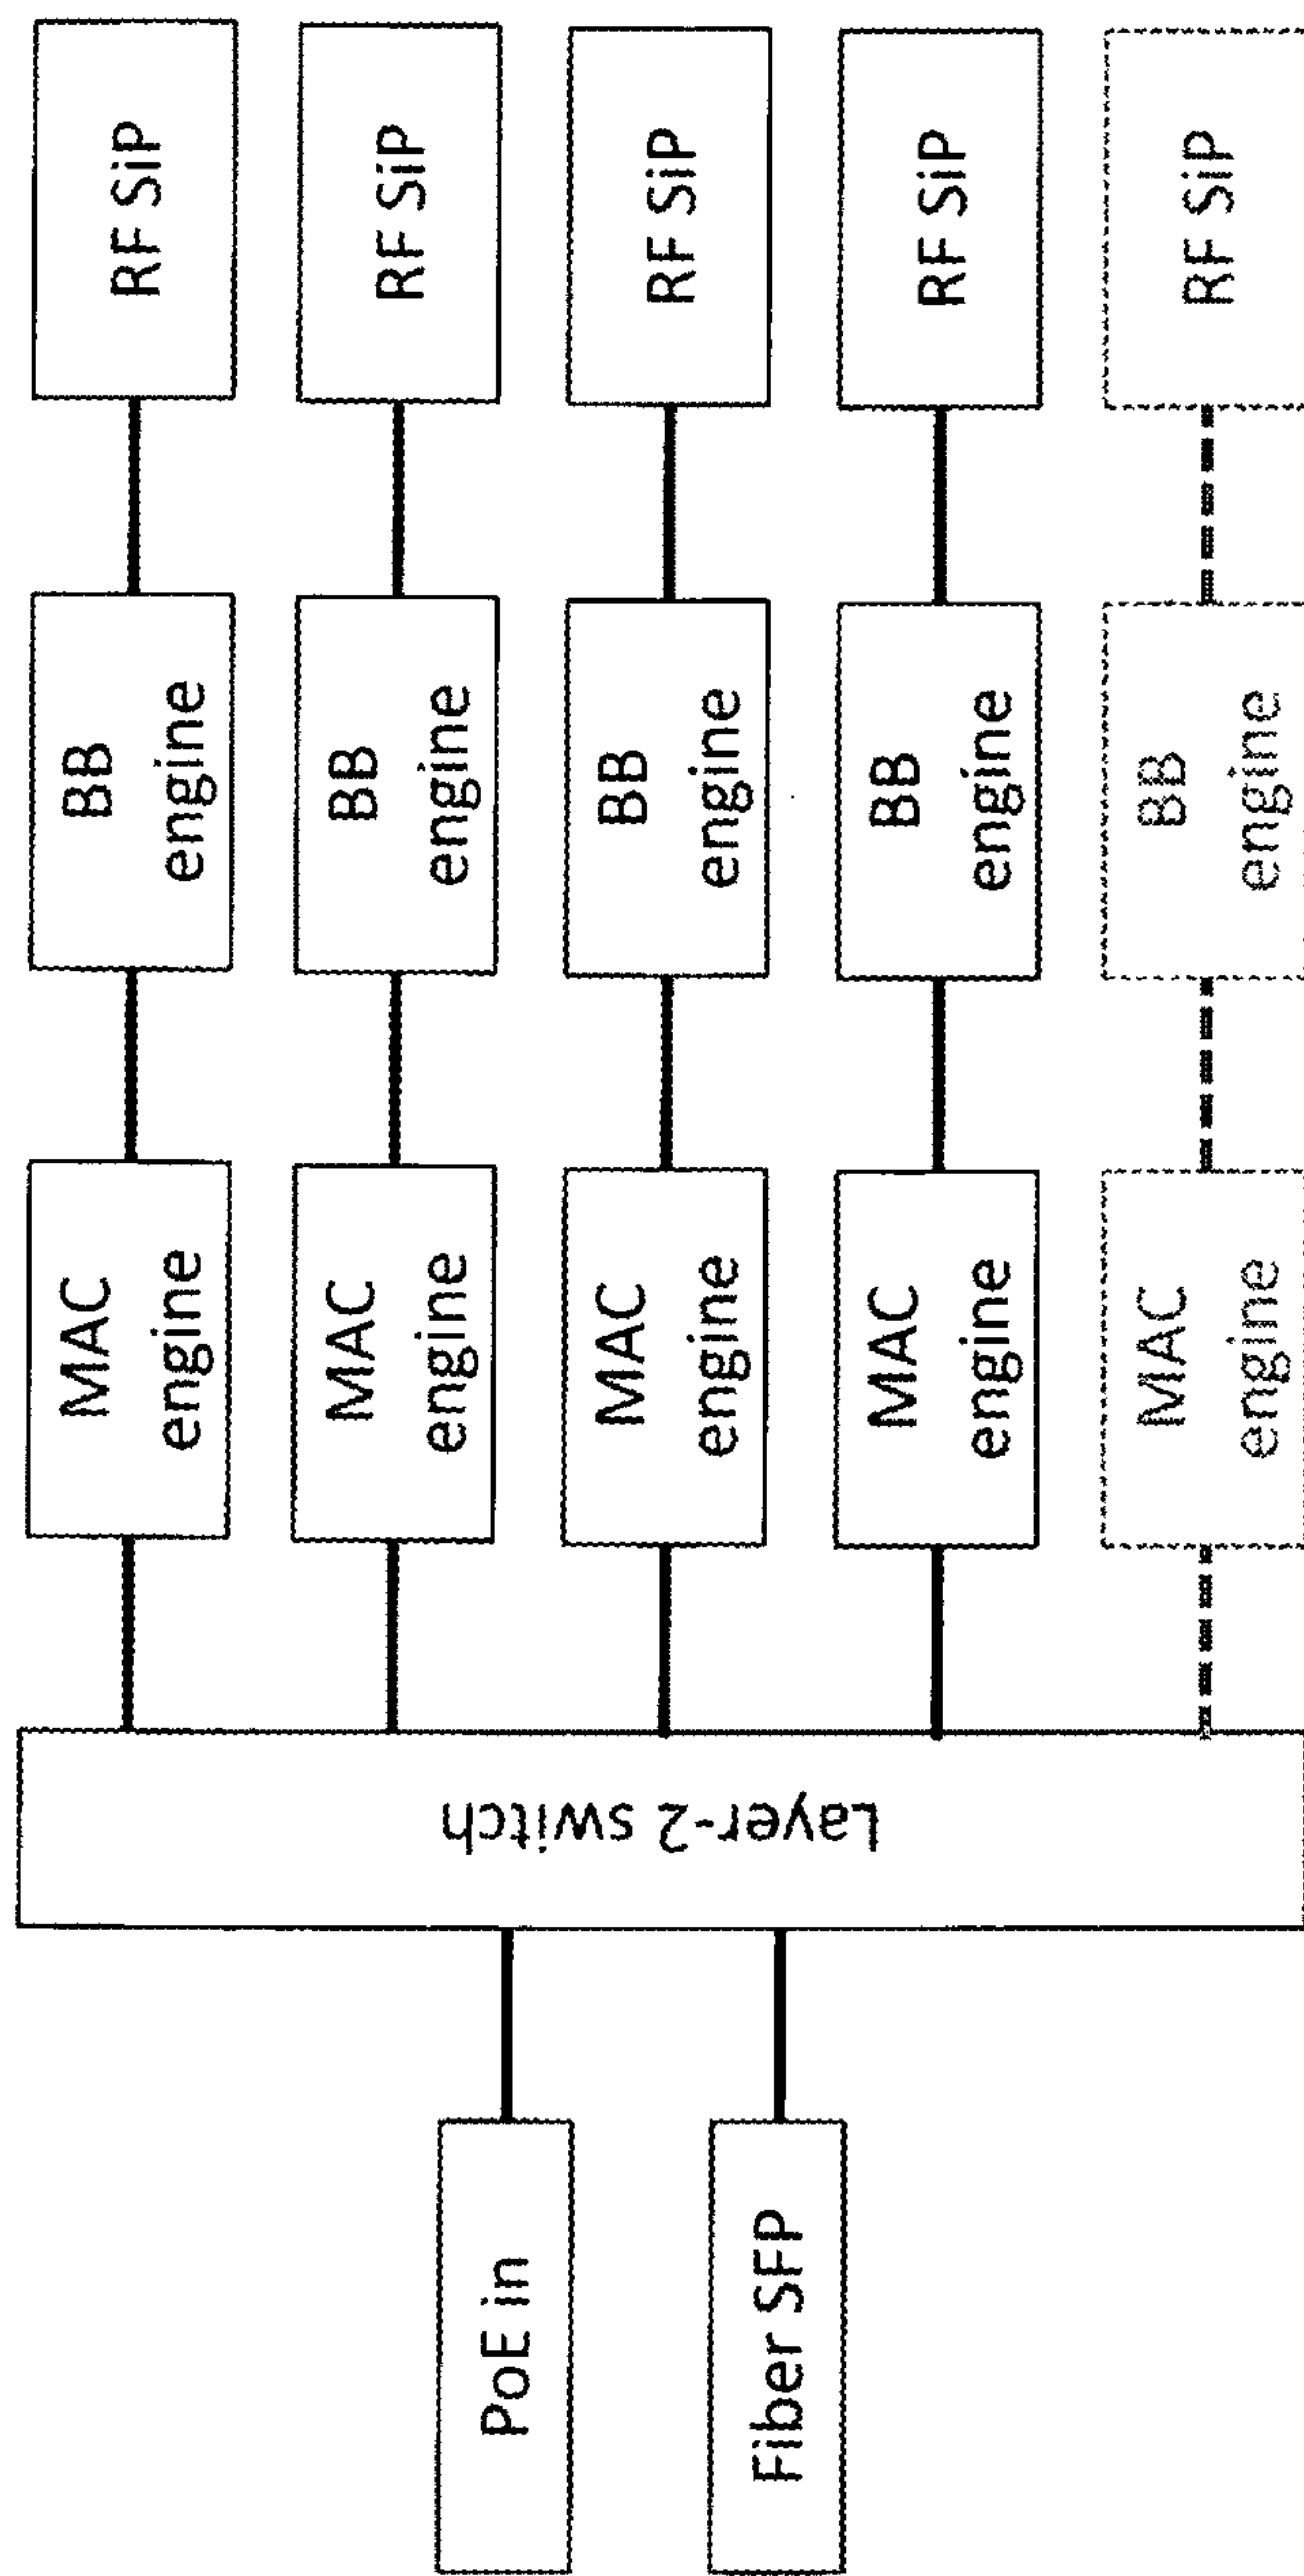 PoE in
Fiber SFP
Layer-2 switch
MAC
engine
BB
engine
RF SiP
MAC
engine
BB
engine
RF SiP
MAC
engine
BB
engine
RF SiP
MAC
engine
BB
engine
RF SiP
MAC
engine
BB
engine
RF SiP